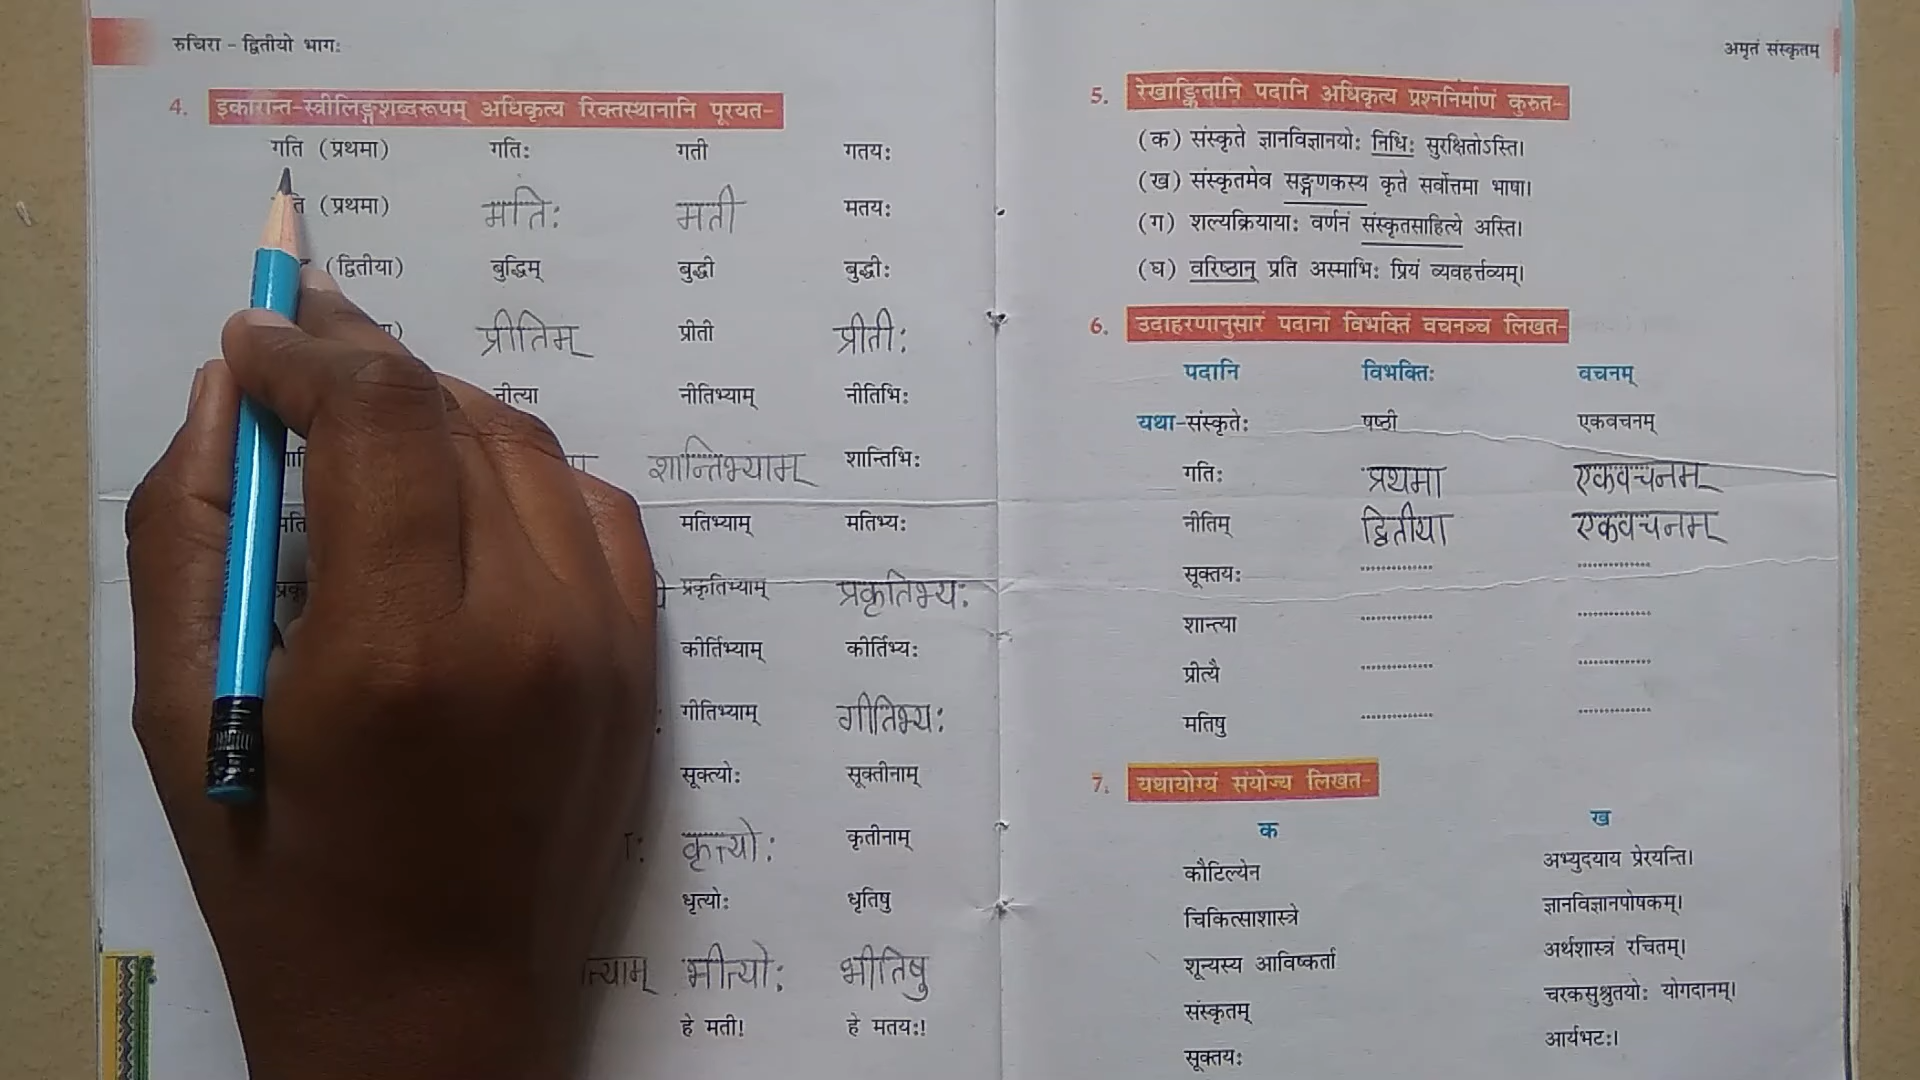 रुचिरा - द्वितीयो भागः
4. इकारान्त-स्त्रीलिङ्गशब्दरूपम् अधिकृत्य रिक्तस्थानानि पूरयत-
गति (प्रथमा) गतिः गती गतयः
(प्रथमा) मतिः मती मतयः
(द्वितीया) बुद्धिम् बुद्धी बुद्धीः
प्रीतिम् प्रीती प्रीतीः
नीत्या नीतिभ्याम् नीतिभिः
शान्तिभ्याम् शान्तिभिः
मतिभ्याम् मतिभ्यः
प्रकृतिभ्याम् प्रकृतिभ्यः
कीर्तिभ्याम् कीर्तिभ्यः
गीतिभ्याम् गीतिभ्यः
सूक्त्योः सूक्तीनाम्
कृत्योः कृतीनाम्
धृत्योः धृतिषु
भीत्योः भीतिषु
हे मती! हे मतयः!
अमृतं संस्कृतम्
5. रेखाङ्कितानि पदानि अधिकृत्य प्रश्ननिर्माणं कुरुत-
(क) संस्कृते ज्ञानविज्ञानयोः निधिः सुरक्षितोऽस्ति।
(ख) संस्कृतमेव सङ्गणकस्य कृते सर्वोत्तमा भाषा।
(ग) शल्यक्रियायाः वर्णनं संस्कृतसाहित्ये अस्ति।
(घ) वरिष्ठान् प्रति अस्माभिः प्रियं व्यवहर्त्तव्यम्।
6. उदाहरणानुसारं पदानां विभक्तिं वचनञ्च लिखत-
पदानि विभक्तिः वचनम्
यथा-संस्कृतेः षष्ठी एकवचनम्
गतिः प्रथमा एकवचनम्
नीतिम् द्वितीया एकवचनम्
सूक्तयः ............... ...............
शान्त्या ............... ...............
प्रीत्यै ............... ...............
मतिषु ............... ...............
7. यथायोग्यं संयोज्य लिखत-
क ख
कौटिल्येन अभ्युदयाय प्रेरयन्ति।
चिकित्साशास्त्रे ज्ञानविज्ञानपोषकम्।
शून्यस्य आविष्कर्ता अर्थशास्त्रं रचितम्।
संस्कृतम् चरकसुश्रुतयोः योगदानम्।
सूक्तयः आर्यभटः।